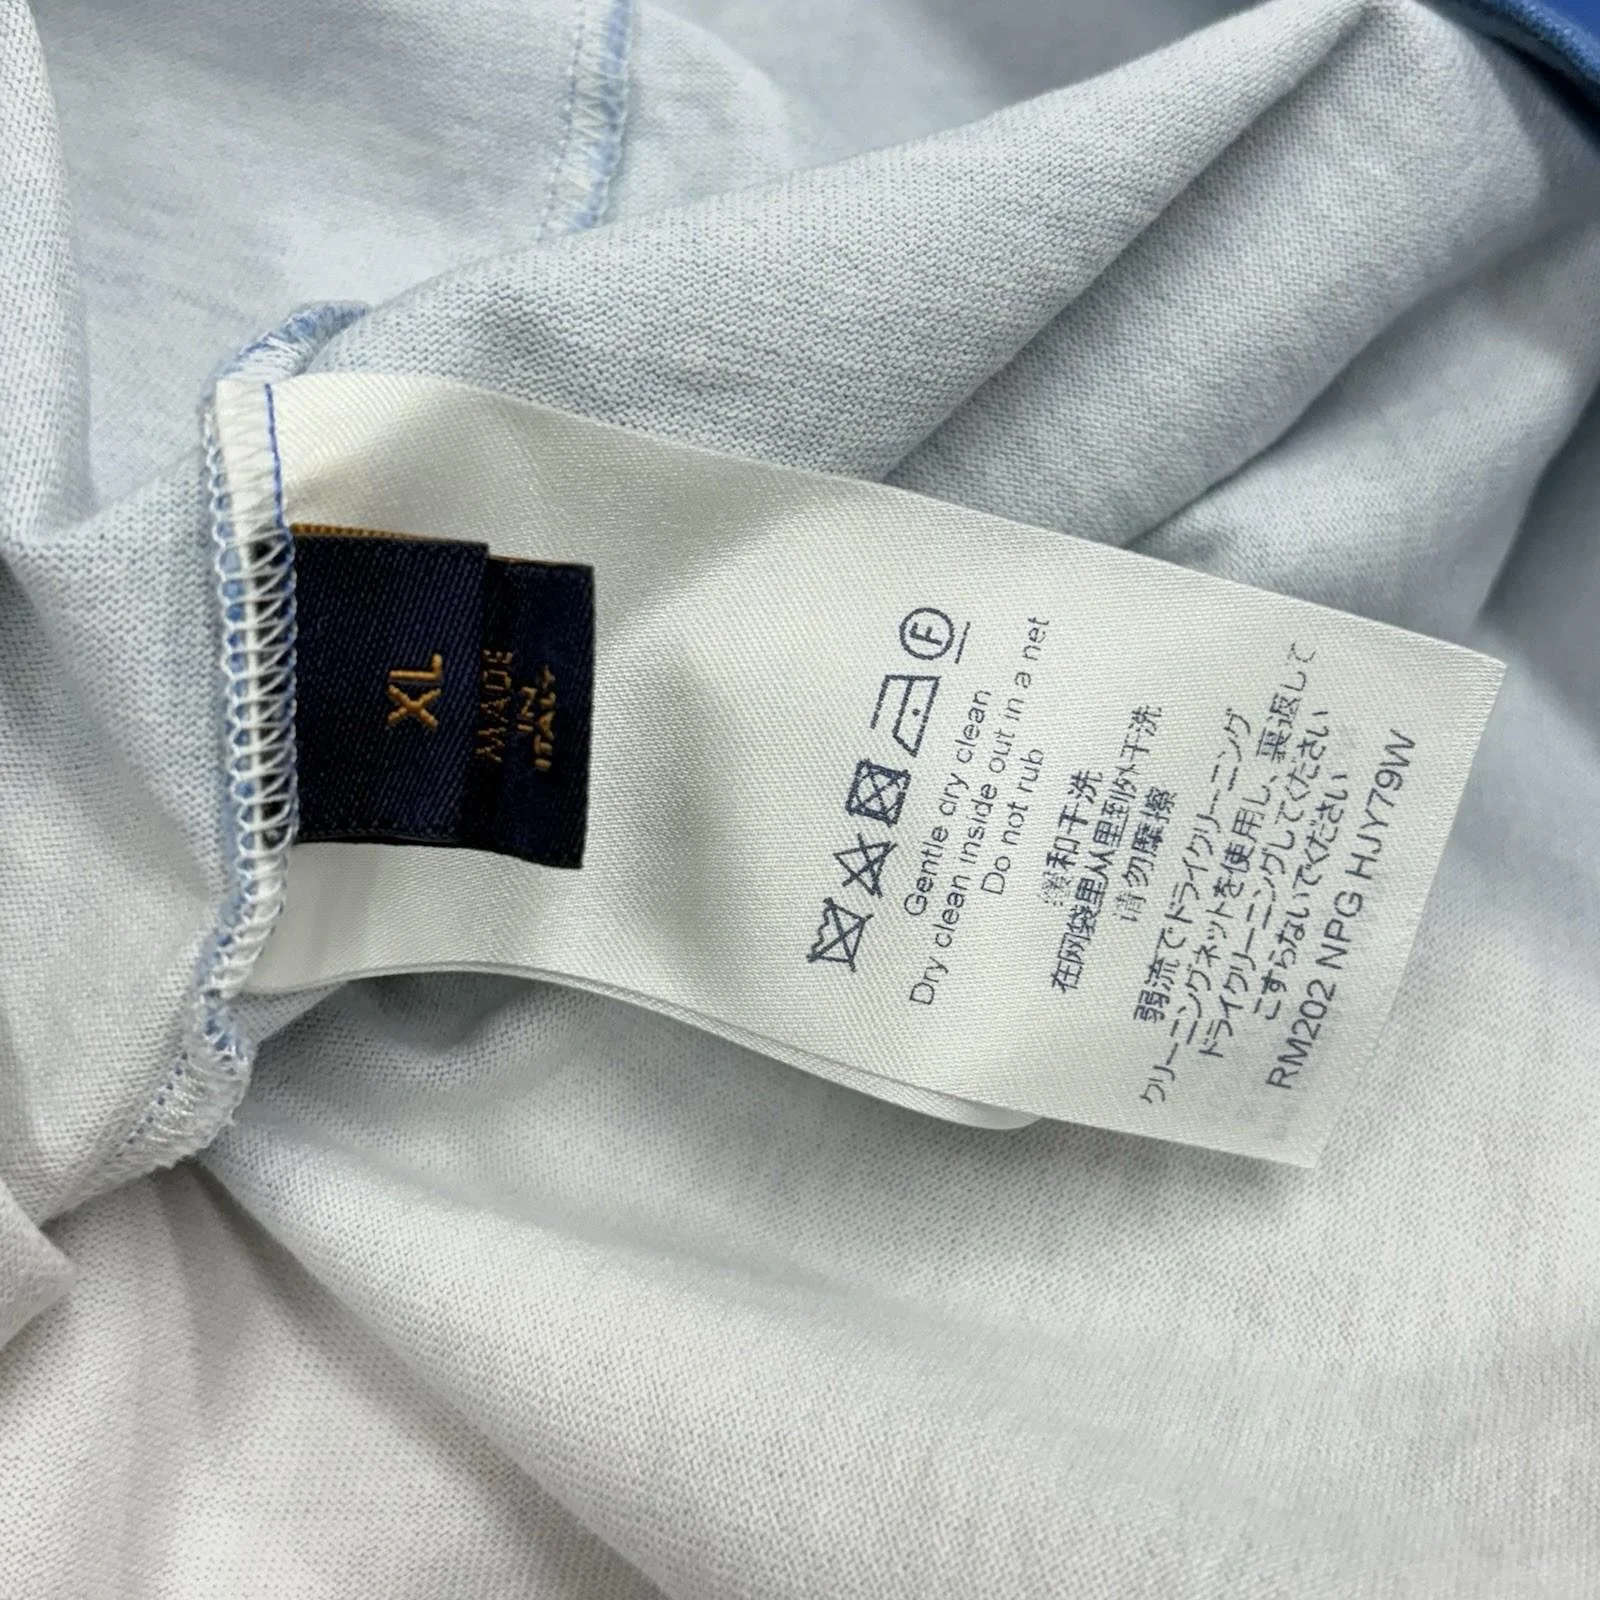 XL
MADE
IN
ITALY
F
Gentle dry clean
Dry clean inside out in a net
Do not rub
缓和干洗
在网袋里从里到外干洗
请勿摩擦
弱流でドライクリーニング
クリーニングネットを使用し、裏返して
ドライクリーニングしてください
こすらないでください
RM202 NPG HJY79W